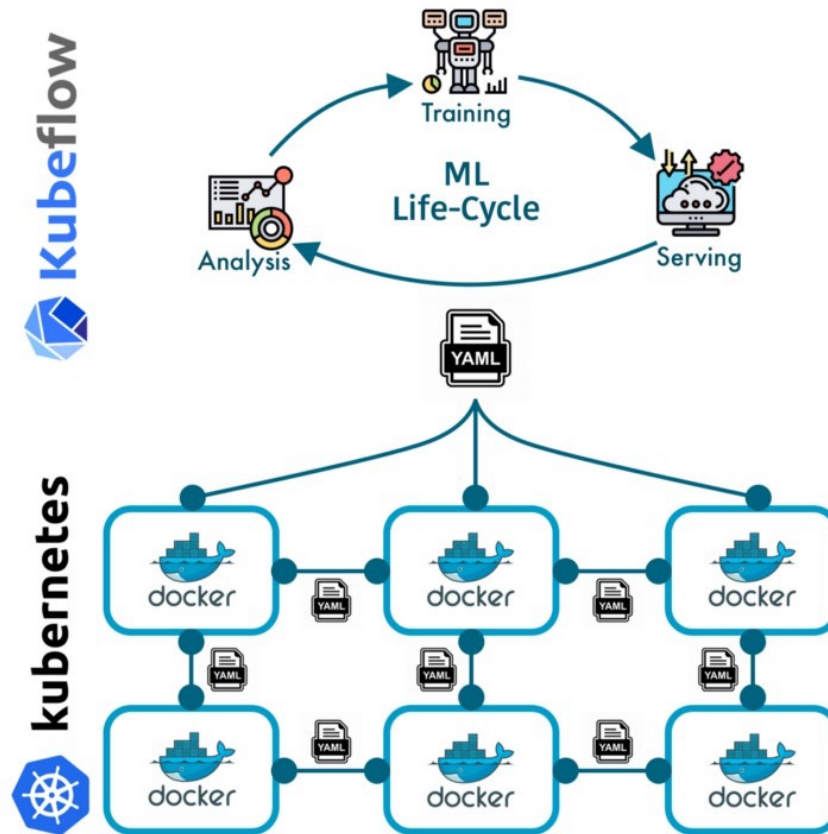 Kubeflow
Training
ML
Life-Cycle
Analysis
Serving
YAML
kubernetes
docker
docker
docker
YAML
YAML
YAML
YAML
YAML
docker
docker
docker
YAML
YAML